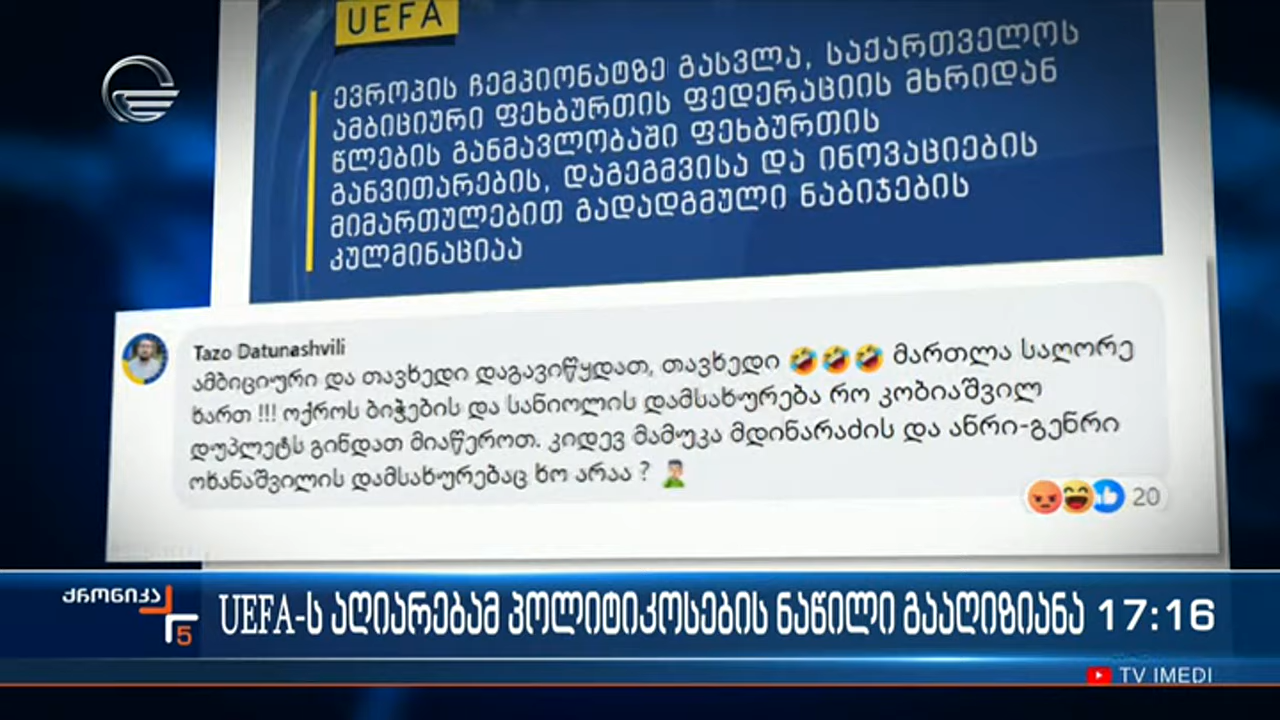 UEFA
ევროპის ჩემპიონატზე გასვლა, საქართველოს
ამბიციური ფეხბურთის ფედერაციის მხრიდან
წლების განმავლობაში ფეხბურთის
განვითარების, დაგეგმვისა და ინოვაციების
მიმართულებით გადადგმული ნაბიჯების
კულმინაციაა
Tazo Datunashvili
ამბიციური და თავხედი დაგავიწყდათ, თავხედი 🤣🤣🤣 მართლა საღორე
ხართ !!! ოქროს ბიჭების და სანიოლის დამსახურება რო კობიაშვილ
დუპლეტს გინდათ მიაწეროთ. კიდევ მამუკა მდინარაძის და ანრი-გენრი
ოხანაშვილის დამსახურებაც ხო არაა ?
20
ქრონიკა
5
UEFA-ს აღიარებამ პოლიტიკოსების ნაწილი გააღიზიანა 17:16
TV IMEDI